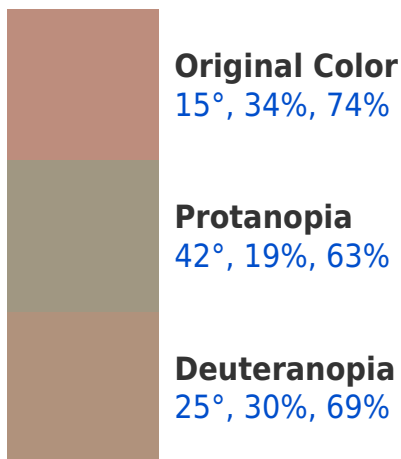 Original Color
15°, 34%, 74%
Protanopia
42°, 19%, 63%
Deuteranopia
25°, 30%, 69%